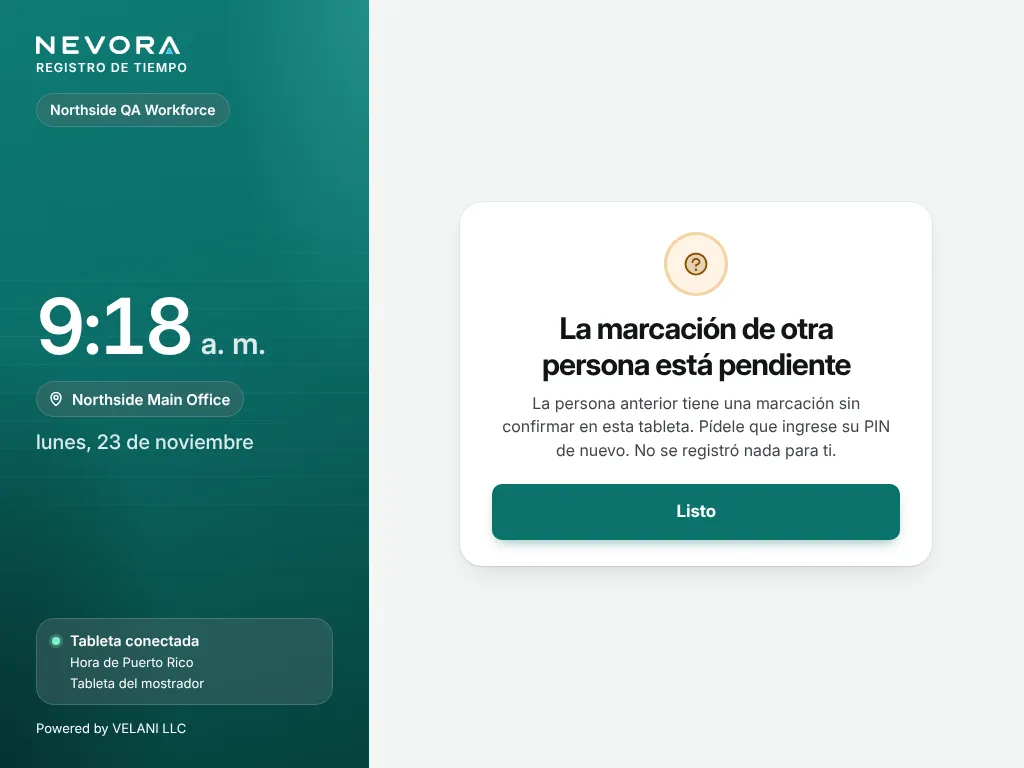 NEVORA
REGISTRO DE TIEMPO
Northside QA Workforce
9:18 a. m.
Northside Main Office
lunes, 23 de noviembre
Tableta conectada
Hora de Puerto Rico
Tableta del mostrador
Powered by VELANI LLC
La marcación de otra
persona está pendiente
La persona anterior tiene una marcación sin
confirmar en esta tableta. Pídele que ingrese su PIN
de nuevo. No se registró nada para ti.
Listo